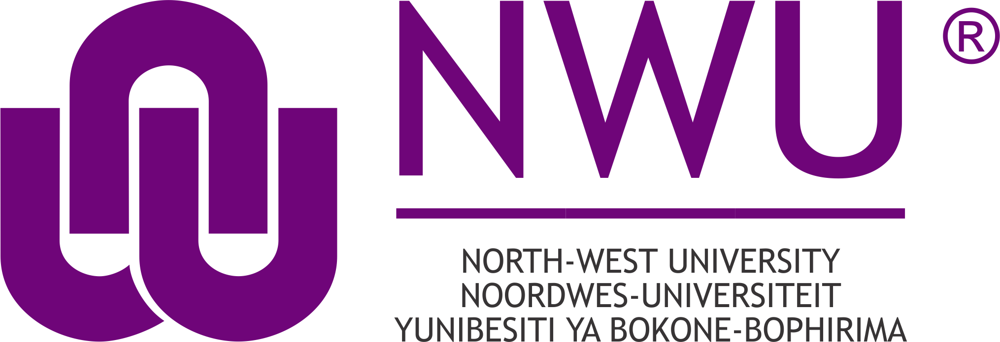 NWU ®
NORTH-WEST UNIVERSITY
NOORDWES-UNIVERSITEIT
YUNIBESITI YA BOKONE-BOPHIRIMA